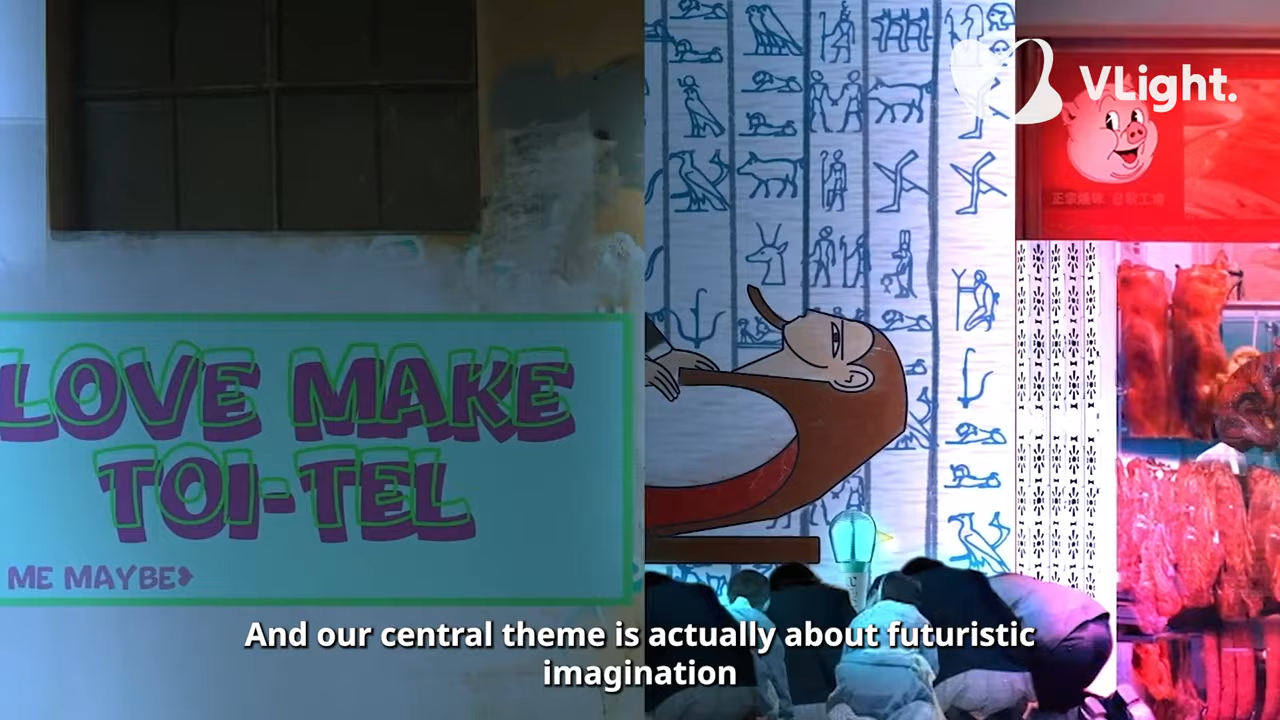 VLight.
LOVE MAKE
TOI-TEL
ME MAYBE
And our central theme is actually about futuristic
imagination